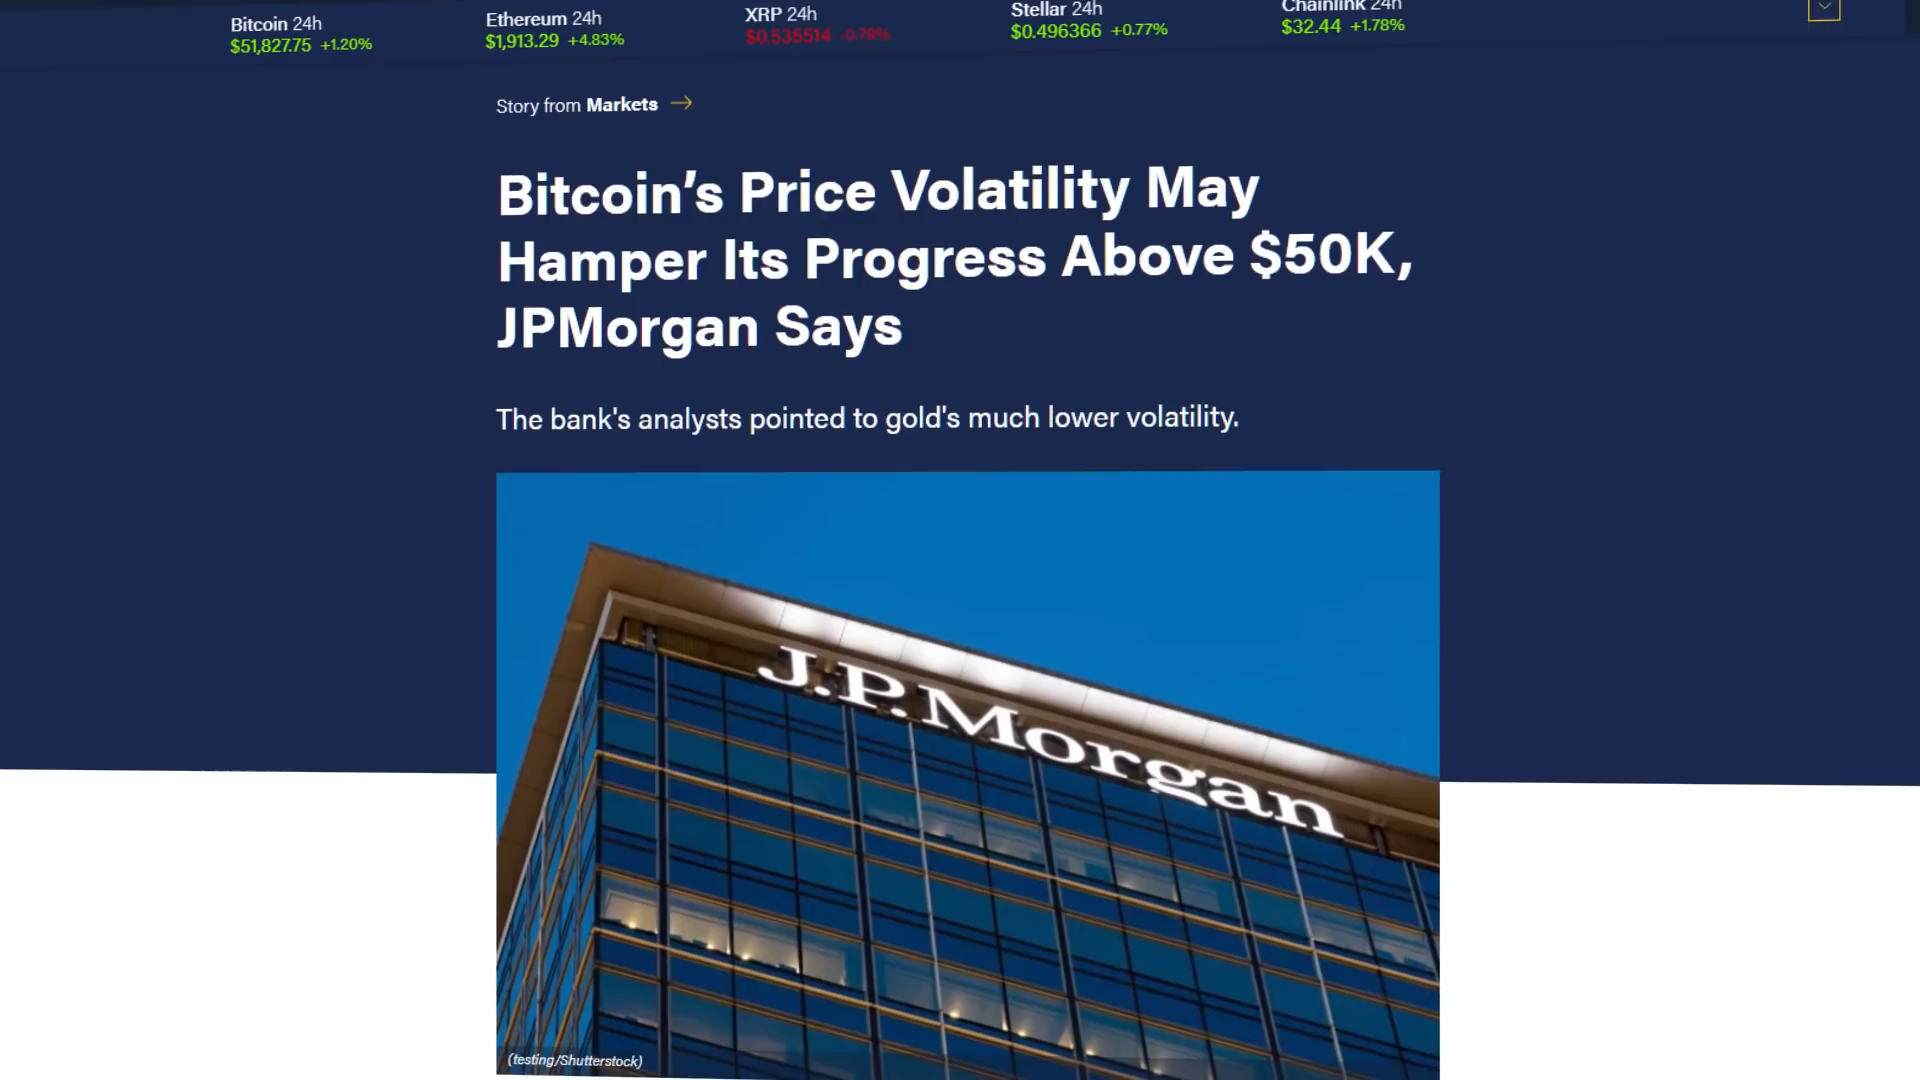 Bitcoin 24h
$51,827.75 +1.20%
Ethereum 24h
$1,913.29 +4.83%
XRP 24h
$0.535514 -0.79%
Stellar 24h
$0.496366 +0.77%
Chainlink 24h
$32.44 +1.78%
Story from Markets
Bitcoin’s Price Volatility May
Hamper Its Progress Above $50K,
JPMorgan Says
The bank's analysts pointed to gold's much lower volatility.
J.P.Morgan
(testing/Shutterstock)